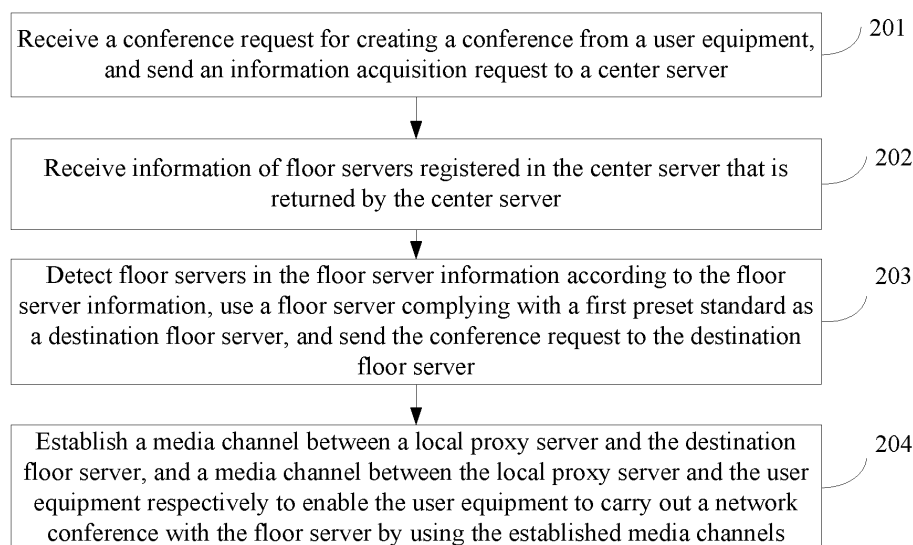 Receive a conference request for creating a conference from a user equipment,
and send an information acquisition request to a center server
201
Receive information of floor servers registered in the center server that is
returned by the center server
202
Detect floor servers in the floor server information according to the floor
server information, use a floor server complying with a first preset standard as
a destination floor server, and send the conference request to the destination
floor server
203
Establish a media channel between a local proxy server and the destination
floor server, and a media channel between the local proxy server and the user
equipment respectively to enable the user equipment to carry out a network
conference with the floor server by using the established media channels
204